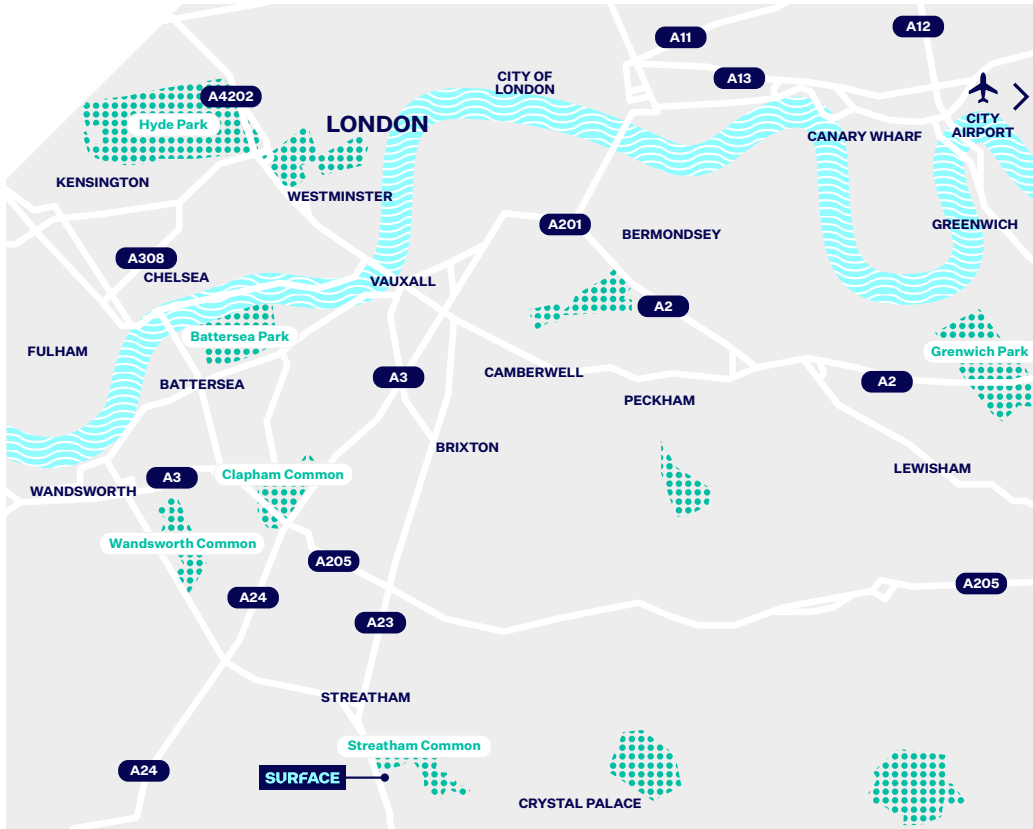 A12
A11
A13
CITY OF
LONDON
A4202
Hyde Park
LONDON
CITY
AIRPORT
CANARY WHARF
KENSINGTON
WESTMINSTER
A201
BERMONDSEY
GREENWICH
A308
CHELSEA
VAUXALL
A2
Battersea Park
FULHAM
Grenwich Park
BATTERSEA
A3
CAMBERWELL
A2
PECKHAM
BRIXTON
LEWISHAM
A3
Clapham Common
WANDSWORTH
Wandsworth Common
A205
A24
A205
A23
STREATHAM
Streatham Common
A24
SURFACE
CRYSTAL PALACE